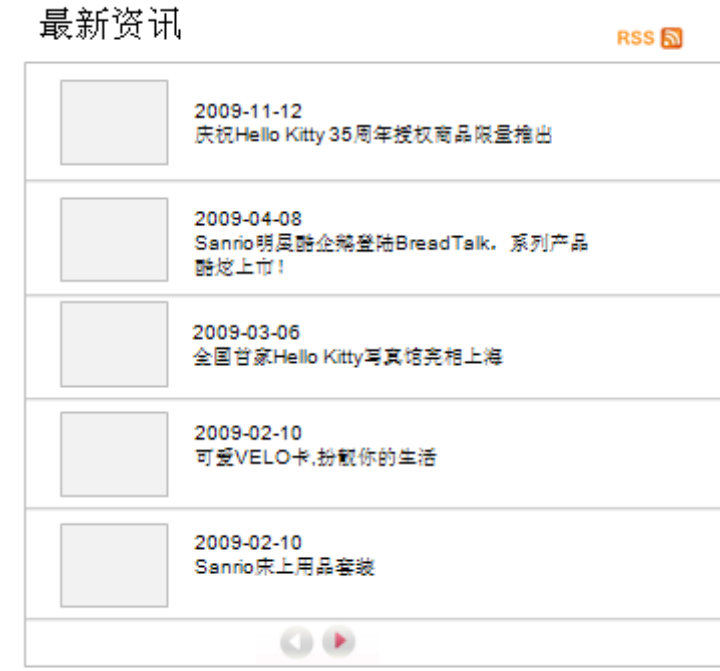 最新资讯
RSS
2009-11-12
庆祝Hello Kitty 35周年授权商品限量推出
2009-04-08
Sanrio明星酷企鹅登陆BreadTalk，系列产品
酷炫上市！
2009-03-06
全国首家Hello Kitty写真馆亮相上海
2009-02-10
可爱VELO卡,扮靓你的生活
2009-02-10
Sanrio床上用品套装